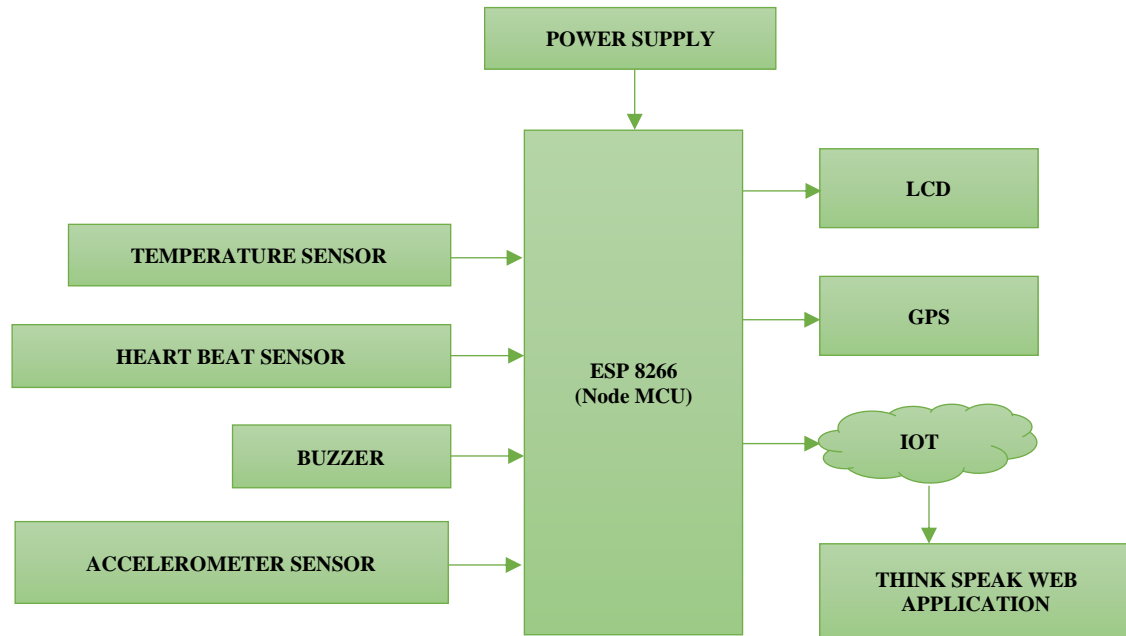 POWER SUPPLY
LCD
TEMPERATURE SENSOR
GPS
HEART BEAT SENSOR
ESP 8266
(Node MCU)
IOT
BUZZER
ACCELEROMETER SENSOR
THINK SPEAK WEB
APPLICATION